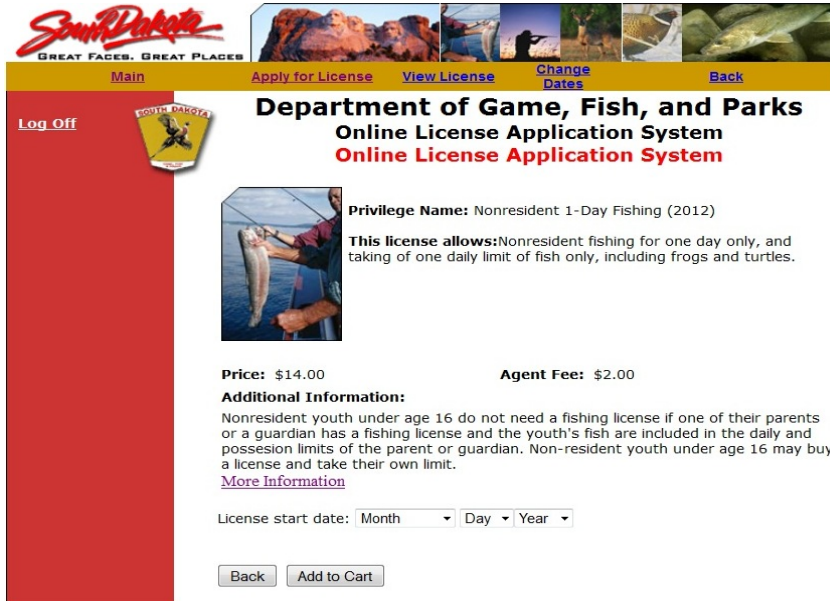 South Dakota
GREAT FACES. GREAT PLACES
Main
Apply for License
View License
Change
Dates
Back
Log Off
SOUTH DAKOTA
Department of Game, Fish, and Parks
Online License Application System
Online License Application System
Privilege Name: Nonresident 1-Day Fishing (2012)
This license allows:Nonresident fishing for one day only, and
taking of one daily limit of fish only, including frogs and turtles.
Price: $14.00
Agent Fee: $2.00
Additional Information:
Nonresident youth under age 16 do not need a fishing license if one of their parents
or a guardian has a fishing license and the youth's fish are included in the daily and
possesion limits of the parent or guardian. Non-resident youth under age 16 may buy
a license and take their own limit.
More Information
License start date: Month Day Year
Back
Add to Cart